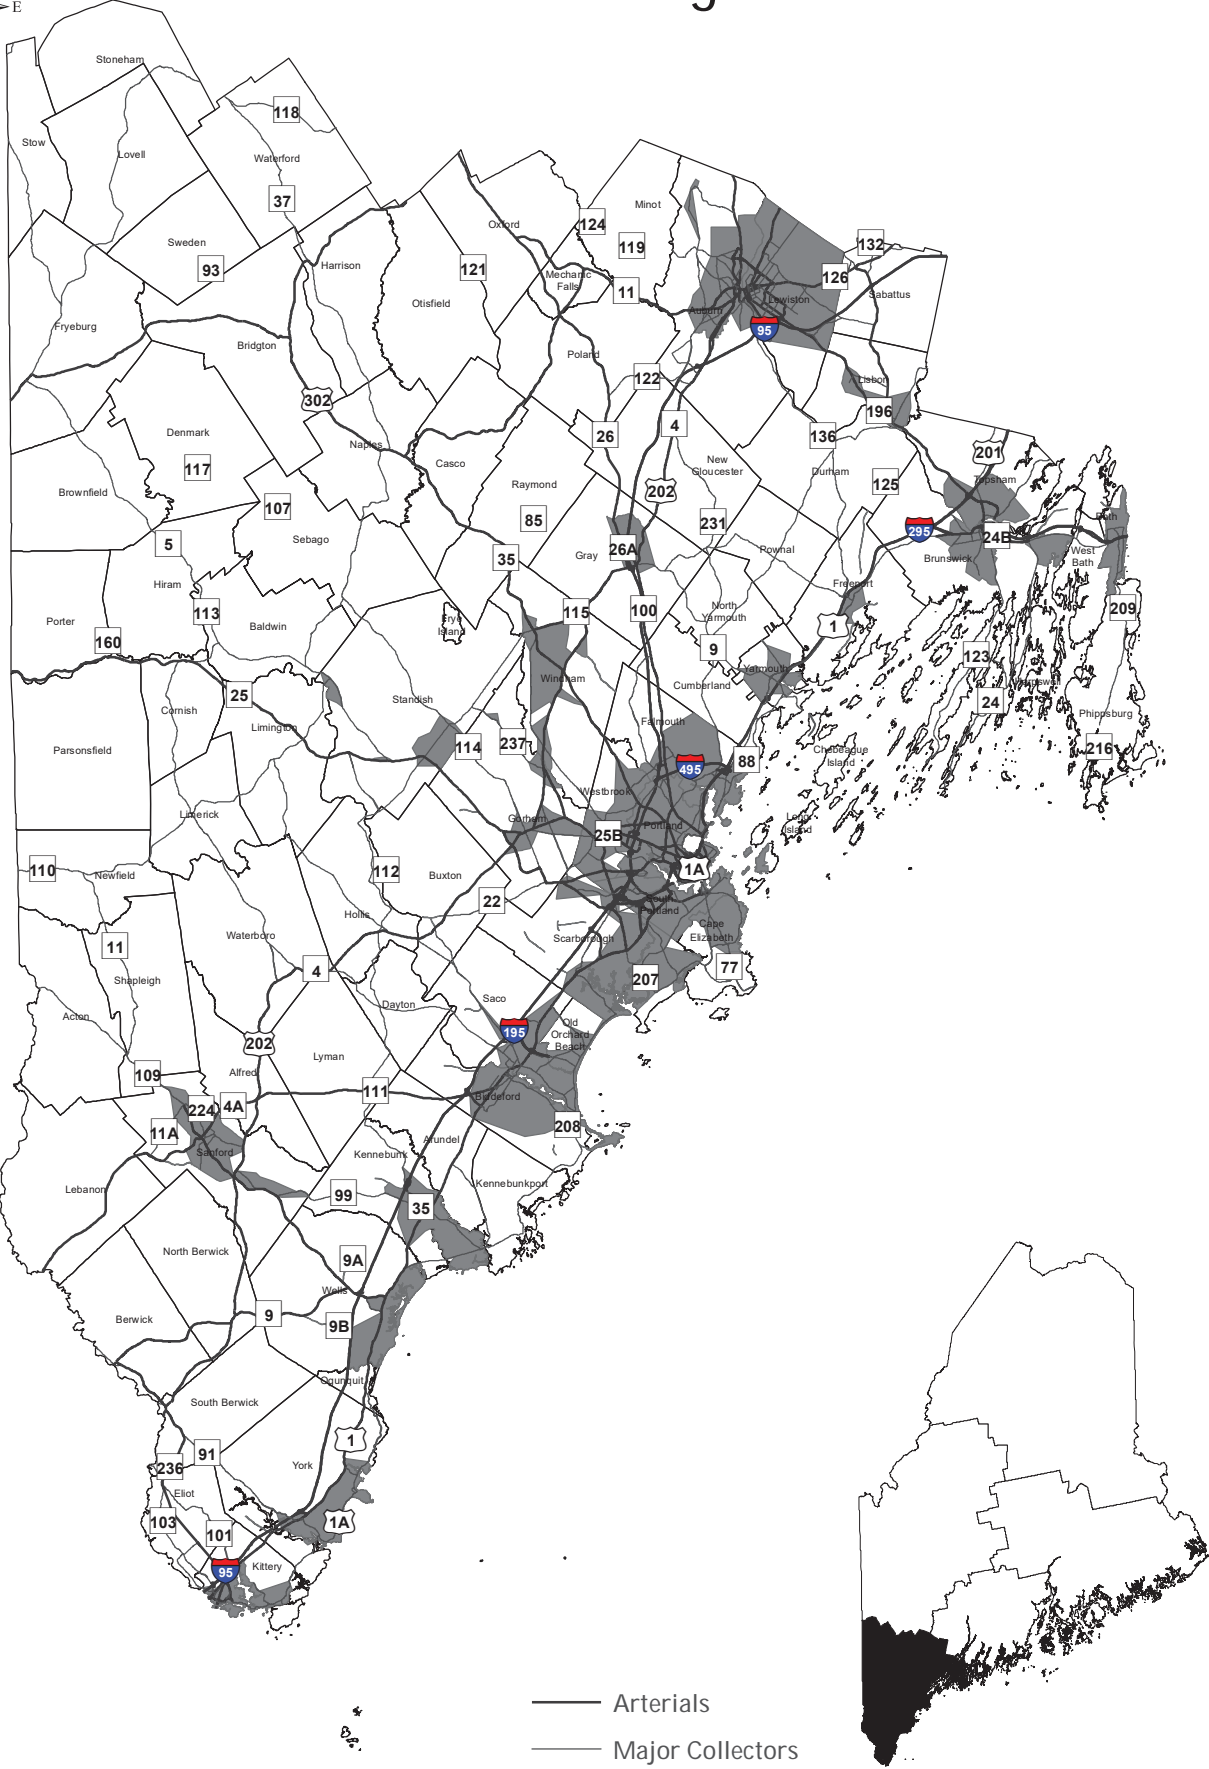 E
Stoneham
118
Stow
Lovell
Waterford
37
Minot
124
Oxford
119
132
Sweden
93
Harrison
121
Mechanic
Falls
11
126
Sabattus
Otisfield
Auburn
Lewiston
95
Fryeburg
Bridgton
Poland
122
Lisbon
302
196
4
26
136
Denmark
Naples
201
117
Casco
New
Gloucester
Durham
125
Topsham
Brownfield
Raymond
202
107
85
231
Bath
5
Sebago
295
24B
35
Gray
26A
Pownal
Brunswick
West
Bath
Hiram
Freeport
113
115
100
North
Yarmouth
209
Porter
Baldwin
Frye
Island
1
160
9
123
Yarmouth
25
Windham
Cumberland
Harpswell
Cornish
Standish
24
Limington
Falmouth
Phippsburg
Parsonsfield
114
237
Chebeague
Island
216
495
88
Westbrook
Limerick
Gorham
25B
Portland
Long
Island
110
Newfield
112
Buxton
1A
22
South
Portland
Hollis
Cape
Elizabeth
Waterboro
Scarborough
11
4
207
77
Shapleigh
Saco
Dayton
Acton
195
Old
Orchard
Beach
202
Lyman
109
Alfred
111
224
4A
Biddeford
208
11A
Arundel
Sanford
Kennebunk
Lebanon
99
Kennebunkport
35
North Berwick
9A
Wells
Berwick
9
9B
Ogunquit
South Berwick
1
91
York
236
Eliot
103
101
1A
95
Kittery
Arterials
Major Collectors